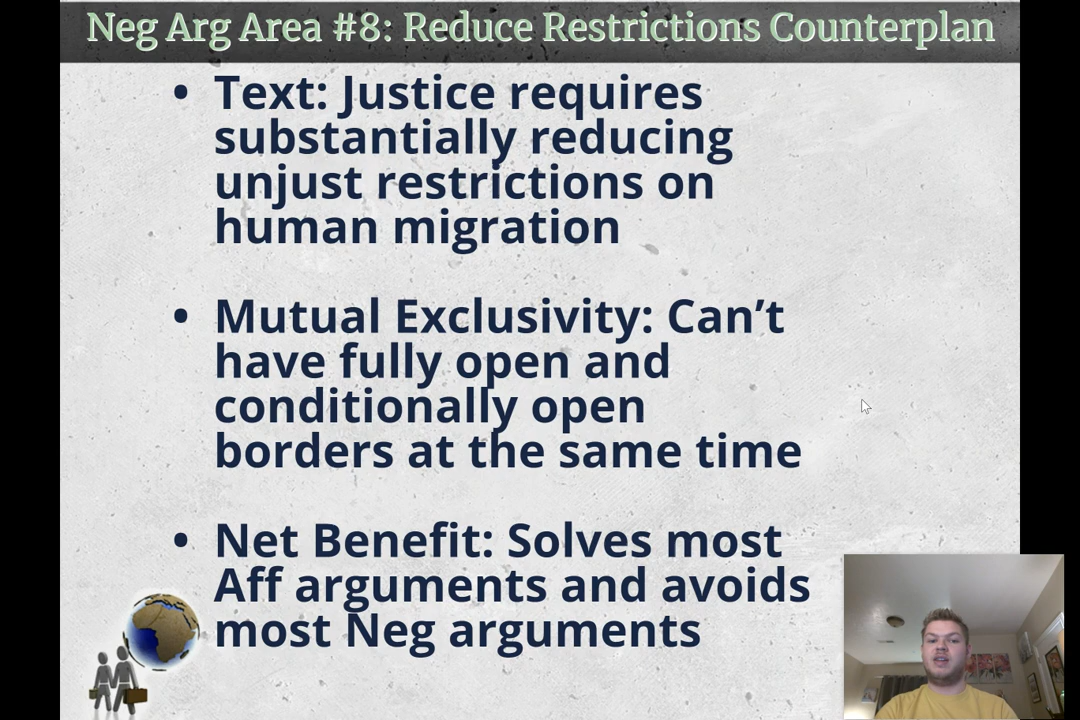 Neg Arg Area #8: Reduce Restrictions Counterplan
• Text: Justice requires
substantially reducing
unjust restrictions on
human migration
• Mutual Exclusivity: Can’t
have fully open and
conditionally open
borders at the same time
• Net Benefit: Solves most
Aff arguments and avoids
most Neg arguments